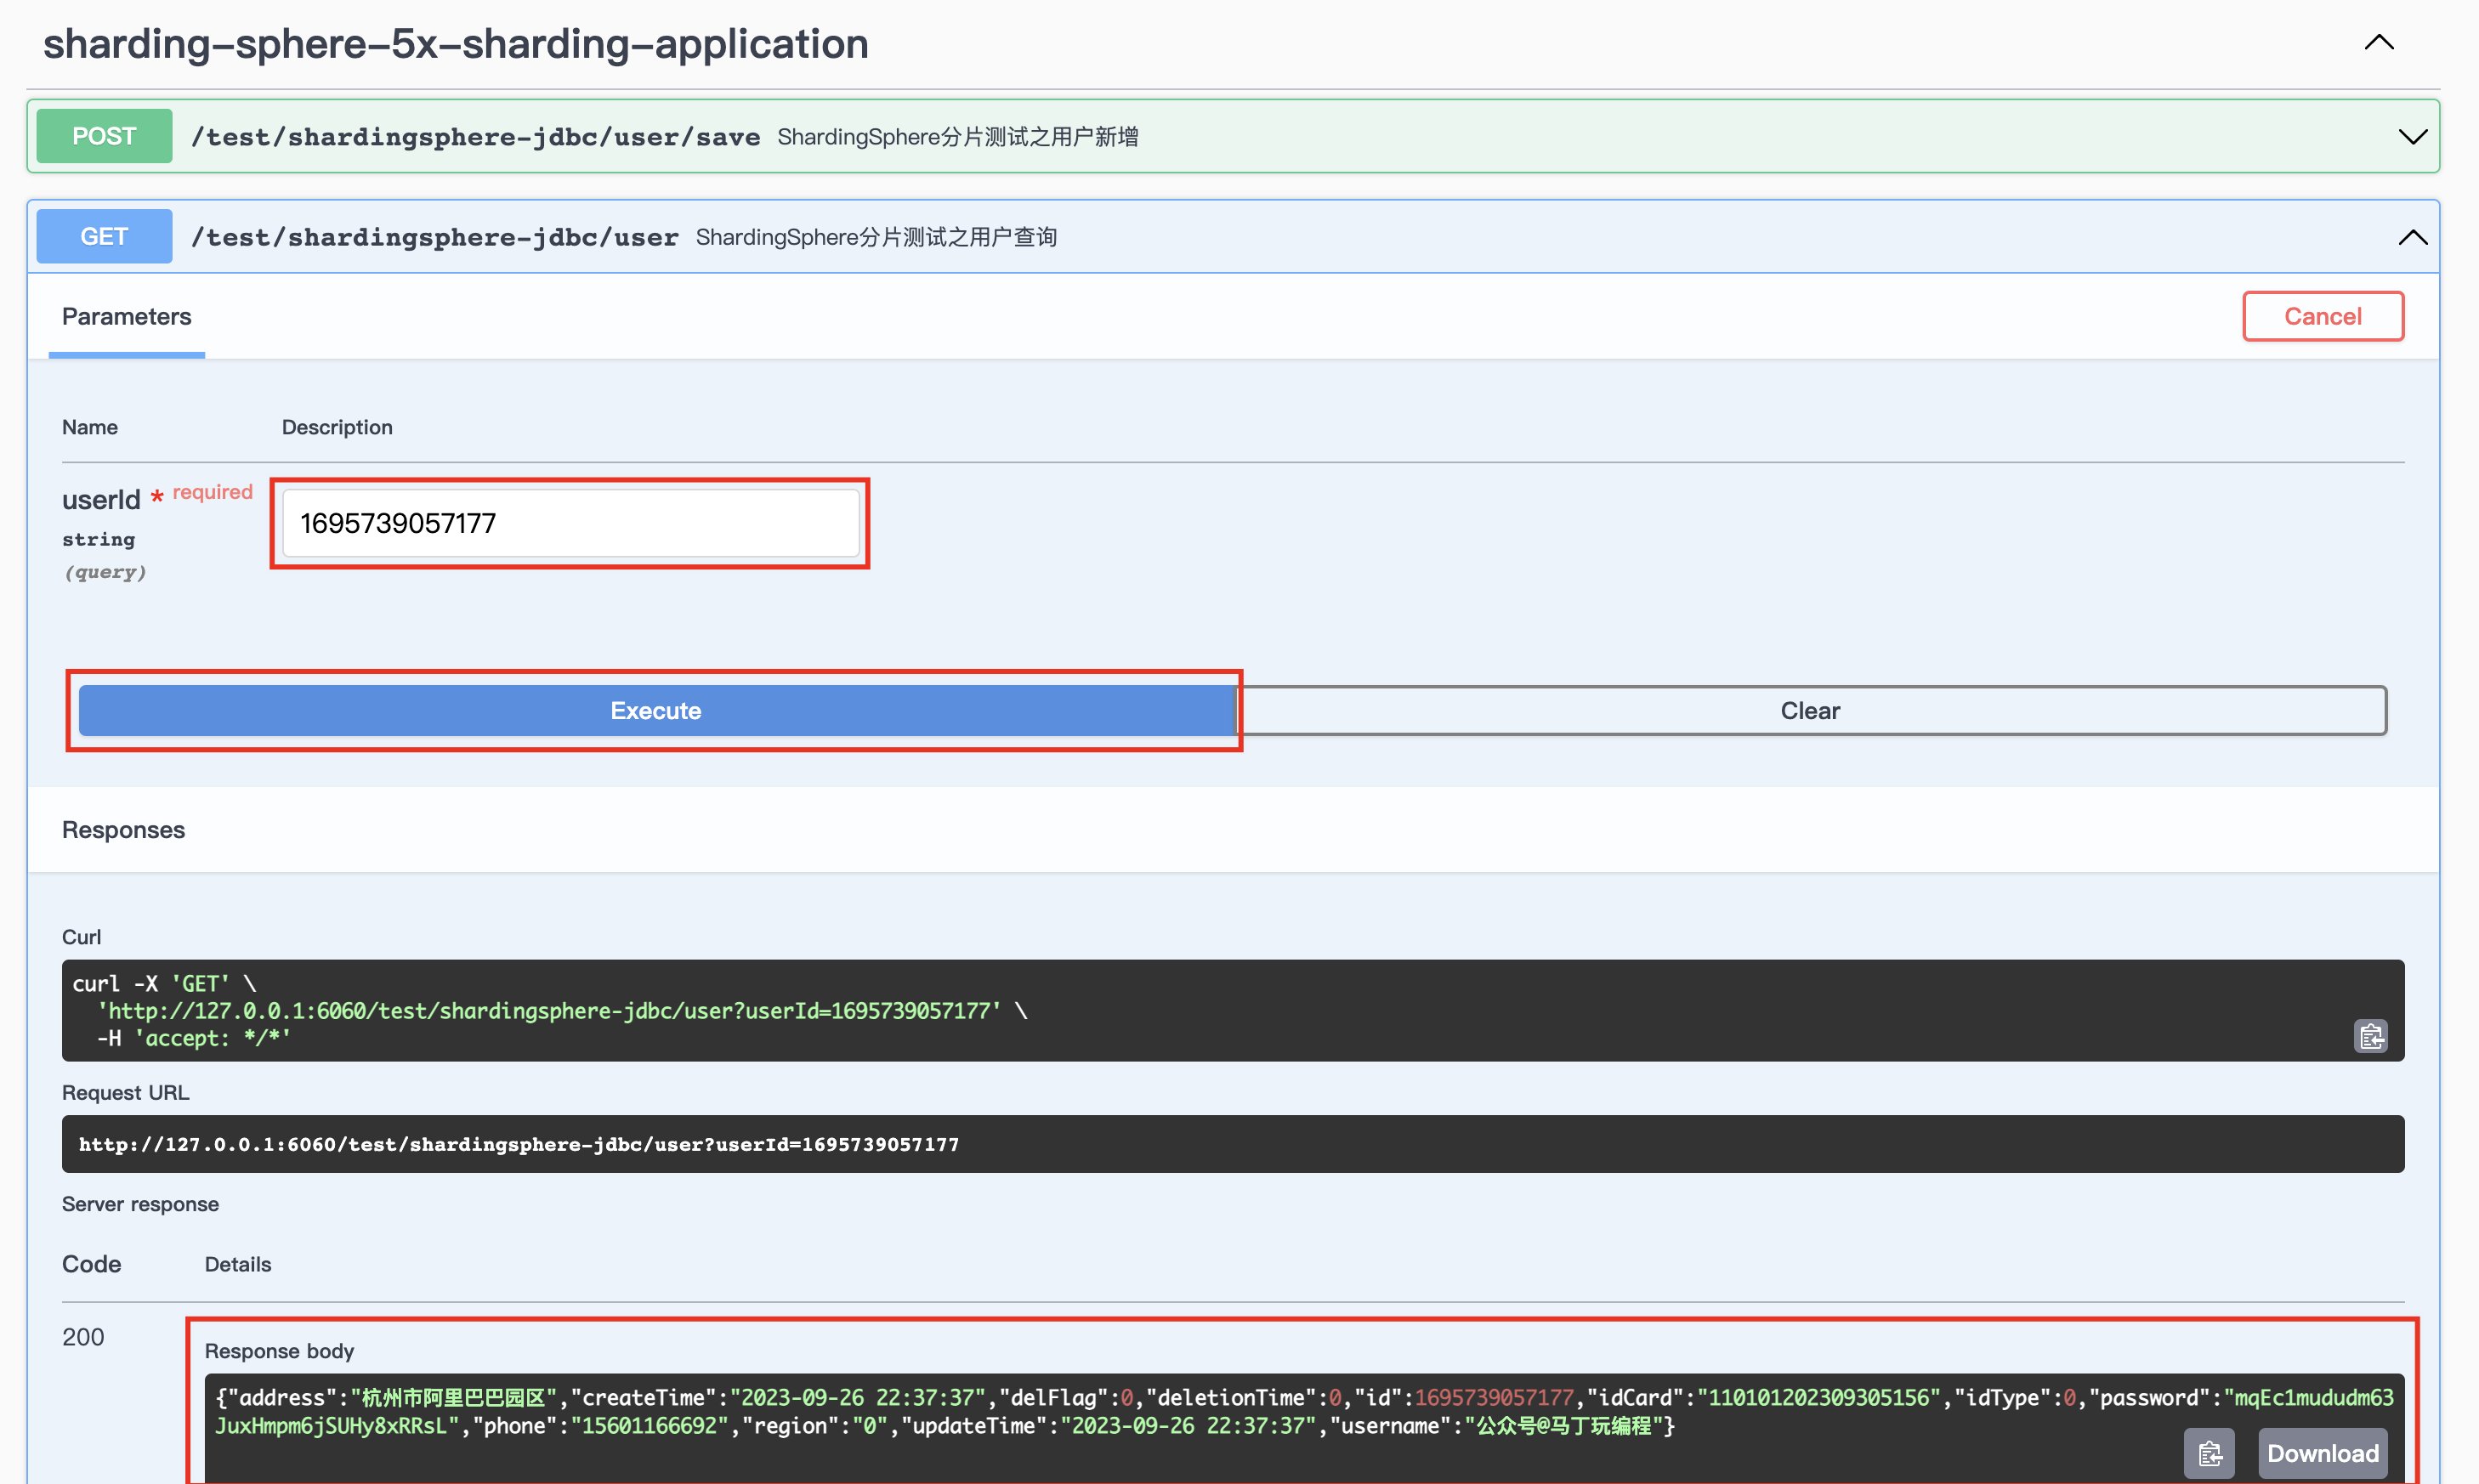 sharding-sphere-5x-sharding-application
POST /test/shardingsphere-jdbc/user/save ShardingSphere分片测试之用户新增
GET /test/shardingsphere-jdbc/user ShardingSphere分片测试之用户查询
Parameters Cancel
Name Description
userId * required
1695739057177
string
(query)
Execute Clear
Responses
Curl
curl -X 'GET' \
'http://127.0.0.1:6060/test/shardingsphere-jdbc/user?userId=1695739057177' \
-H 'accept: */*'
Request URL
http://127.0.0.1:6060/test/shardingsphere-jdbc/user?userId=1695739057177
Server response
Code Details
200
Response body
{"address":"杭州市阿里巴巴园区","createTime":"2023-09-26 22:37:37","delFlag":0,"deletionTime":0,"id":1695739057177,"idCard":"110101202309305156","idType":0,"password":"mqEc1mududm63
JuxHmpm6jSUHy8xRRsL","phone":"15601166692","region":"0","updateTime":"2023-09-26 22:37:37","username":"公众号@马丁玩编程"}
Download